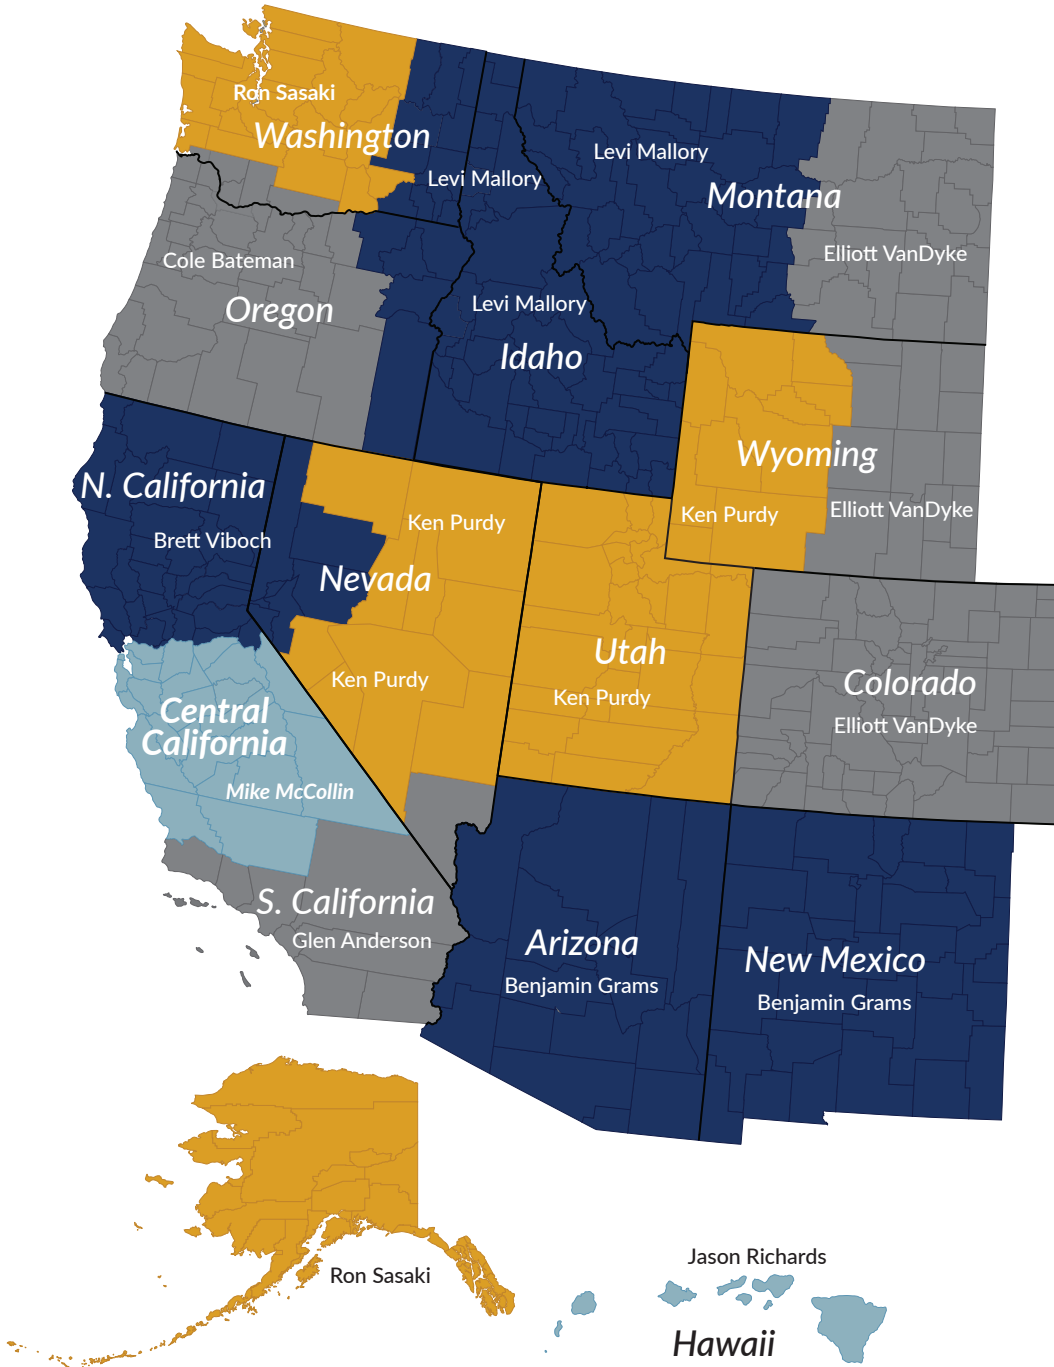 Ron Sasaki
Washington
Levi Mallory
Levi Mallory
Montana
Elliott VanDyke
Cole Bateman
Oregon
Levi Mallory
Idaho
Wyoming
Ken Purdy
Elliott VanDyke
N. California
Brett Viboch
Ken Purdy
Nevada
Ken Purdy
Utah
Ken Purdy
Colorado
Elliott VanDyke
Central
California
Mike McCollin
S. California
Glen Anderson
Arizona
Benjamin Grams
New Mexico
Benjamin Grams
Ron Sasaki
Jason Richards
Hawaii